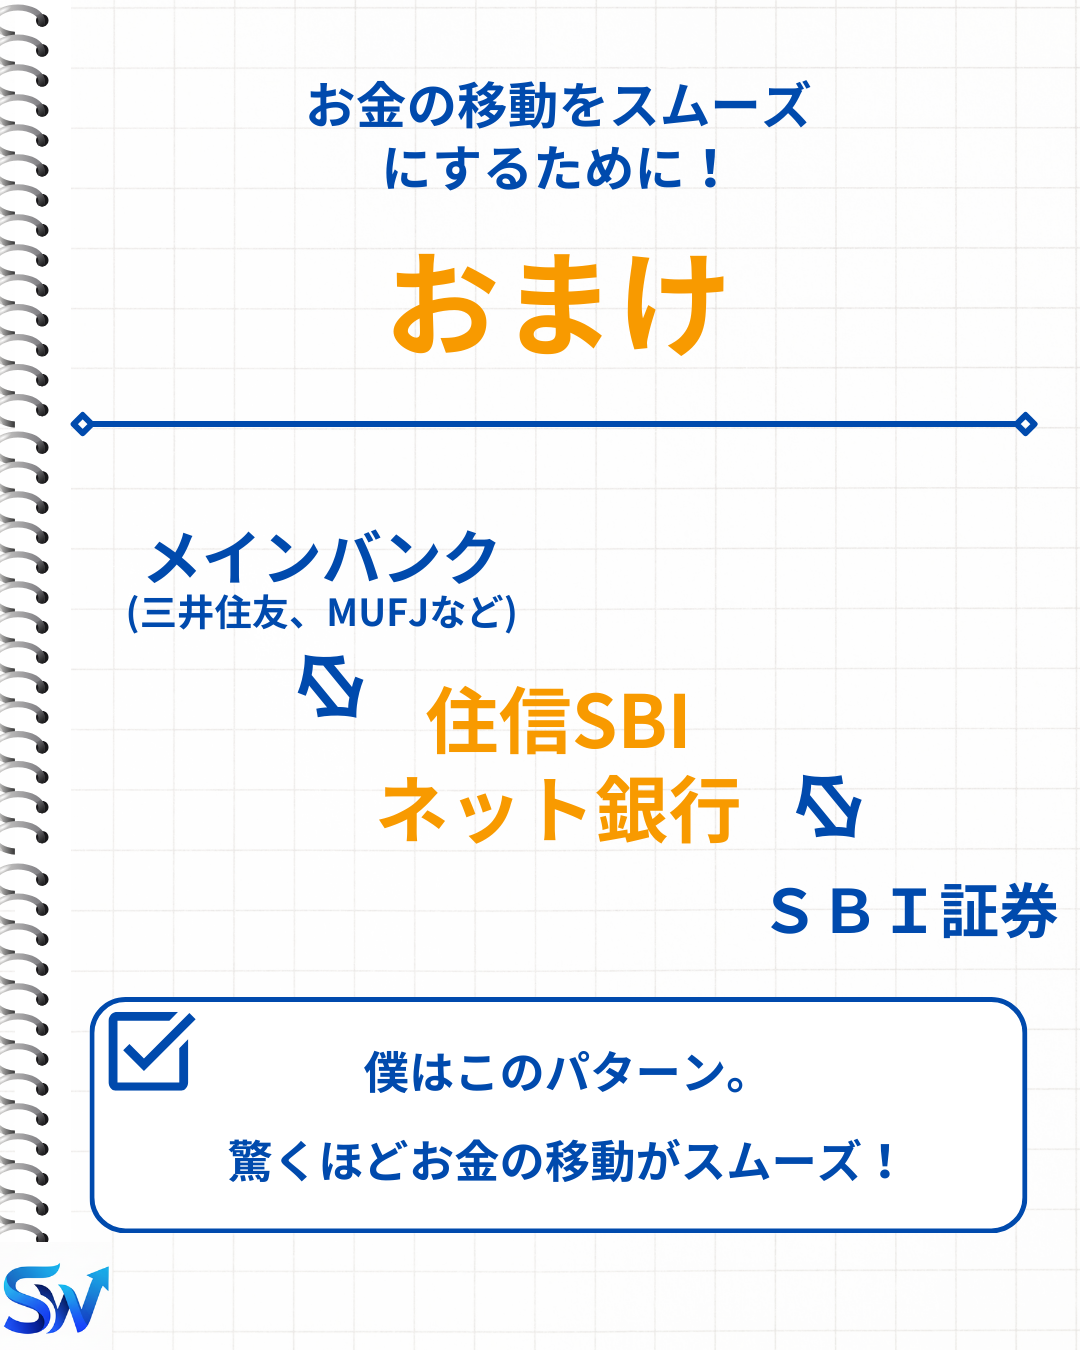 お金の移動をスムーズ
にするために！
おまけ
メインバンク
(三井住友、MUFJなど)
住信SBI
ネット銀行
ＳＢＩ証券
僕はこのパターン。
驚くほどお金の移動がスムーズ！
SW